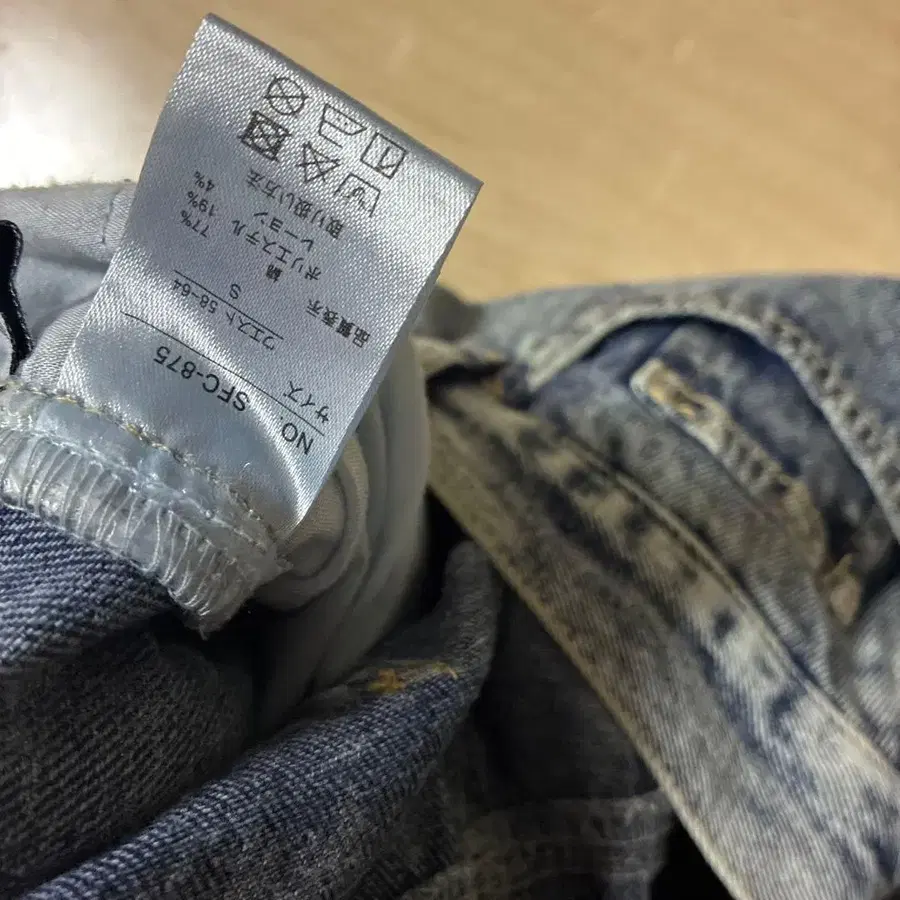 NO. SFC-875
サイズ S
ウエスト 58-64
品質表示
綿 77%
ポリエステル 19%
レーヨン 4%
取り扱い方法